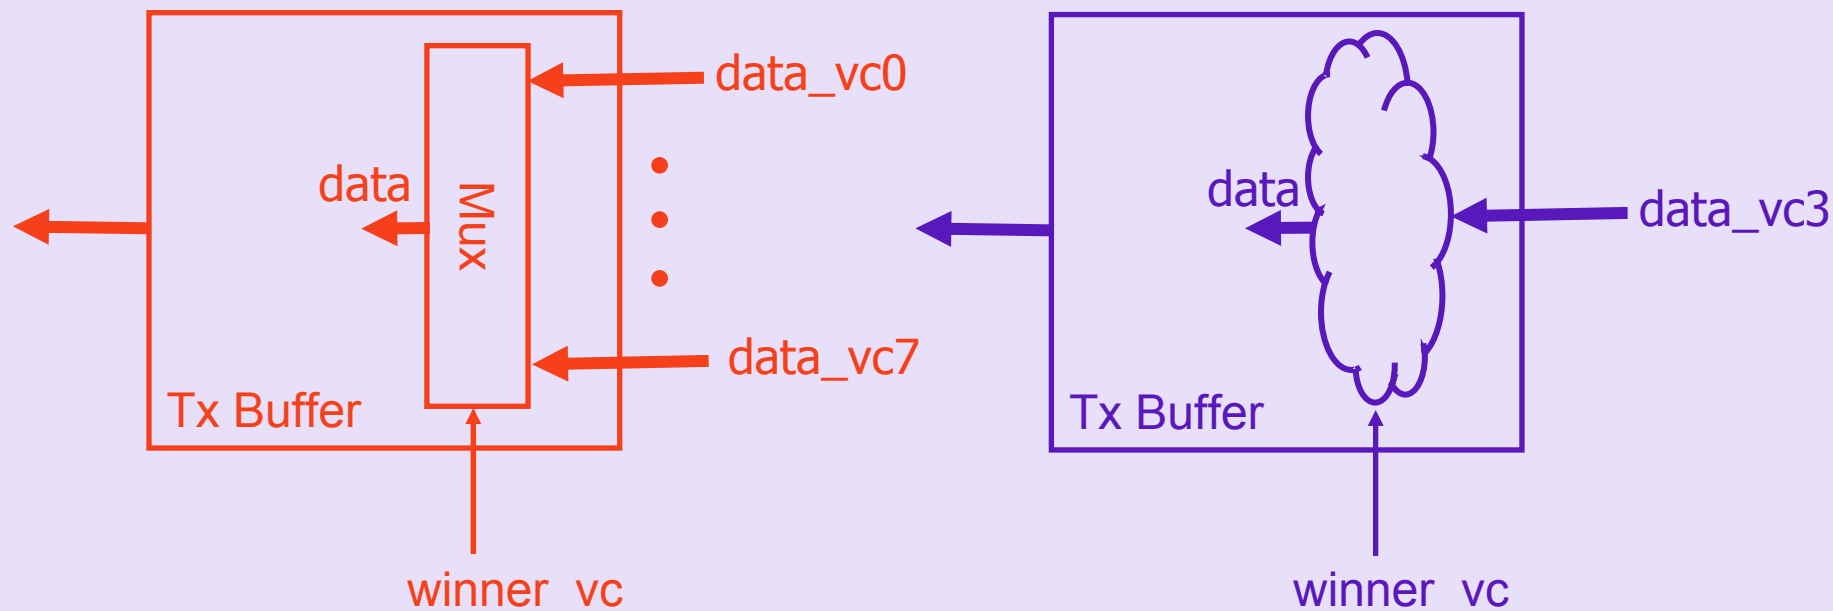 data_vc0
data
Mux
data_vc7
Tx Buffer
winner_vc
data
data_vc3
Tx Buffer
winner_vc